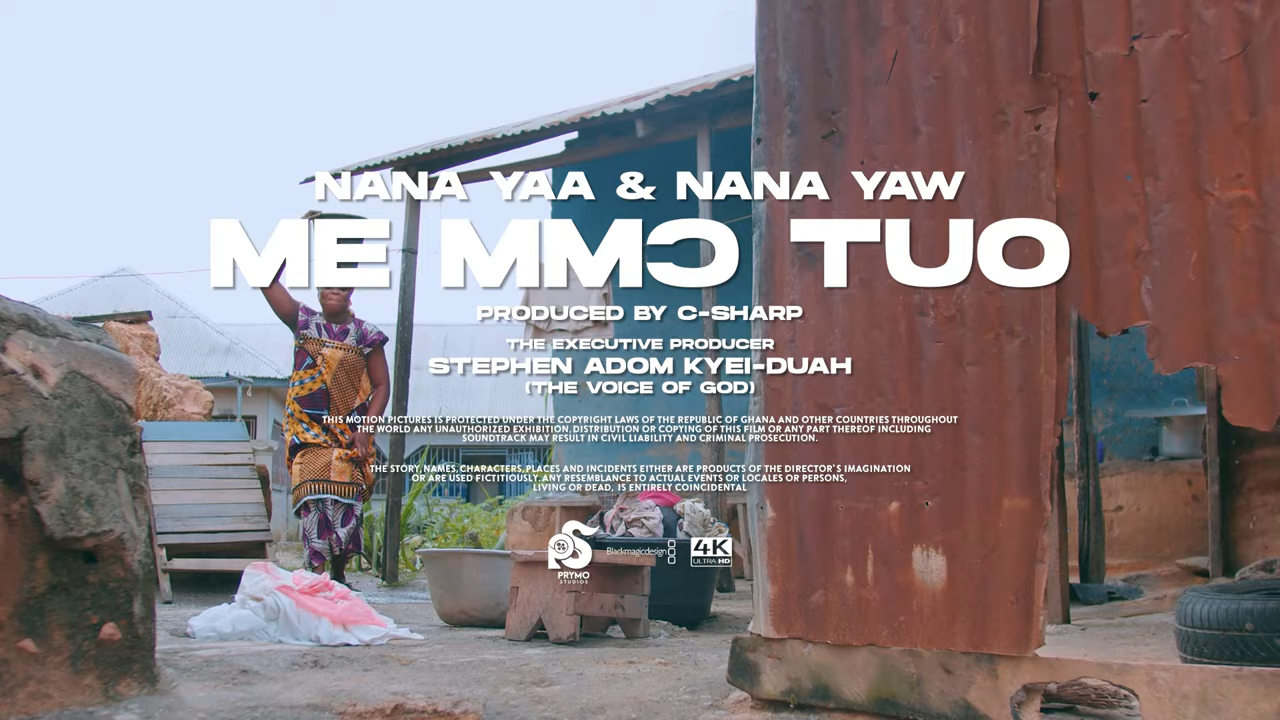 NANA YAA & NANA YAW
ME MMƆ TUO
PRODUCED BY C-SHARP
THE EXECUTIVE PRODUCER
STEPHEN ADOM KYEI-DUAH
(THE VOICE OF GOD)
THIS MOTION PICTURES IS PROTECTED UNDER THE COPYRIGHT LAWS OF THE REPUBLIC OF GHANA AND OTHER COUNTRIES THROUGHOUT
THE WORLD ANY UNAUTHORIZED EXHIBITION, DISTRIBUTION OR COPYING OF THIS FILM OR ANY PART THEREOF INCLUDING
SOUNDTRACK MAY RESULT IN CIVIL LIABILITY AND CRIMINAL PROSECUTION.
THE STORY, NAMES, CHARACTERS, PLACES AND INCIDENTS EITHER ARE PRODUCTS OF THE DIRECTOR'S IMAGINATION
OR ARE USED FICTITIOUSLY. ANY RESEMBLANCE TO ACTUAL EVENTS OR LOCALES OR PERSONS,
LIVING OR DEAD, IS ENTIRELY COINCIDENTAL
PRYMO
STUDIOS
Blackmagicdesign
4K
ULTRA HD